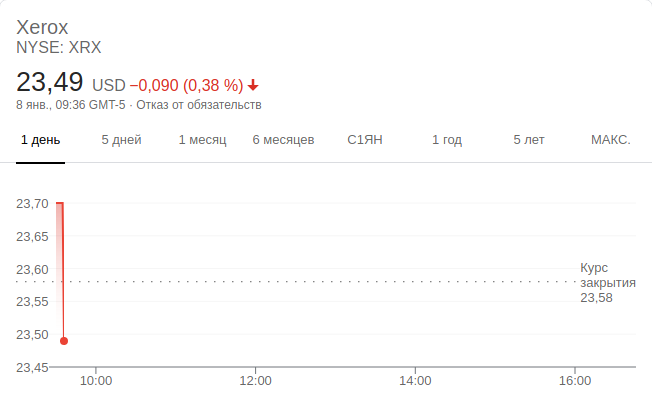 Xerox
NYSE: XRX
23,49 USD −0,090 (0,38 %)
8 янв., 09:36 GMT-5 · Отказ от обязательств
1 день 5 дней 1 месяц 6 месяцев С1ЯН 1 год 5 лет МАКС.
23,70
23,65
23,60
23,55
23,50
23,45
Курс
закрытия
23,58
10:00 12:00 14:00 16:00